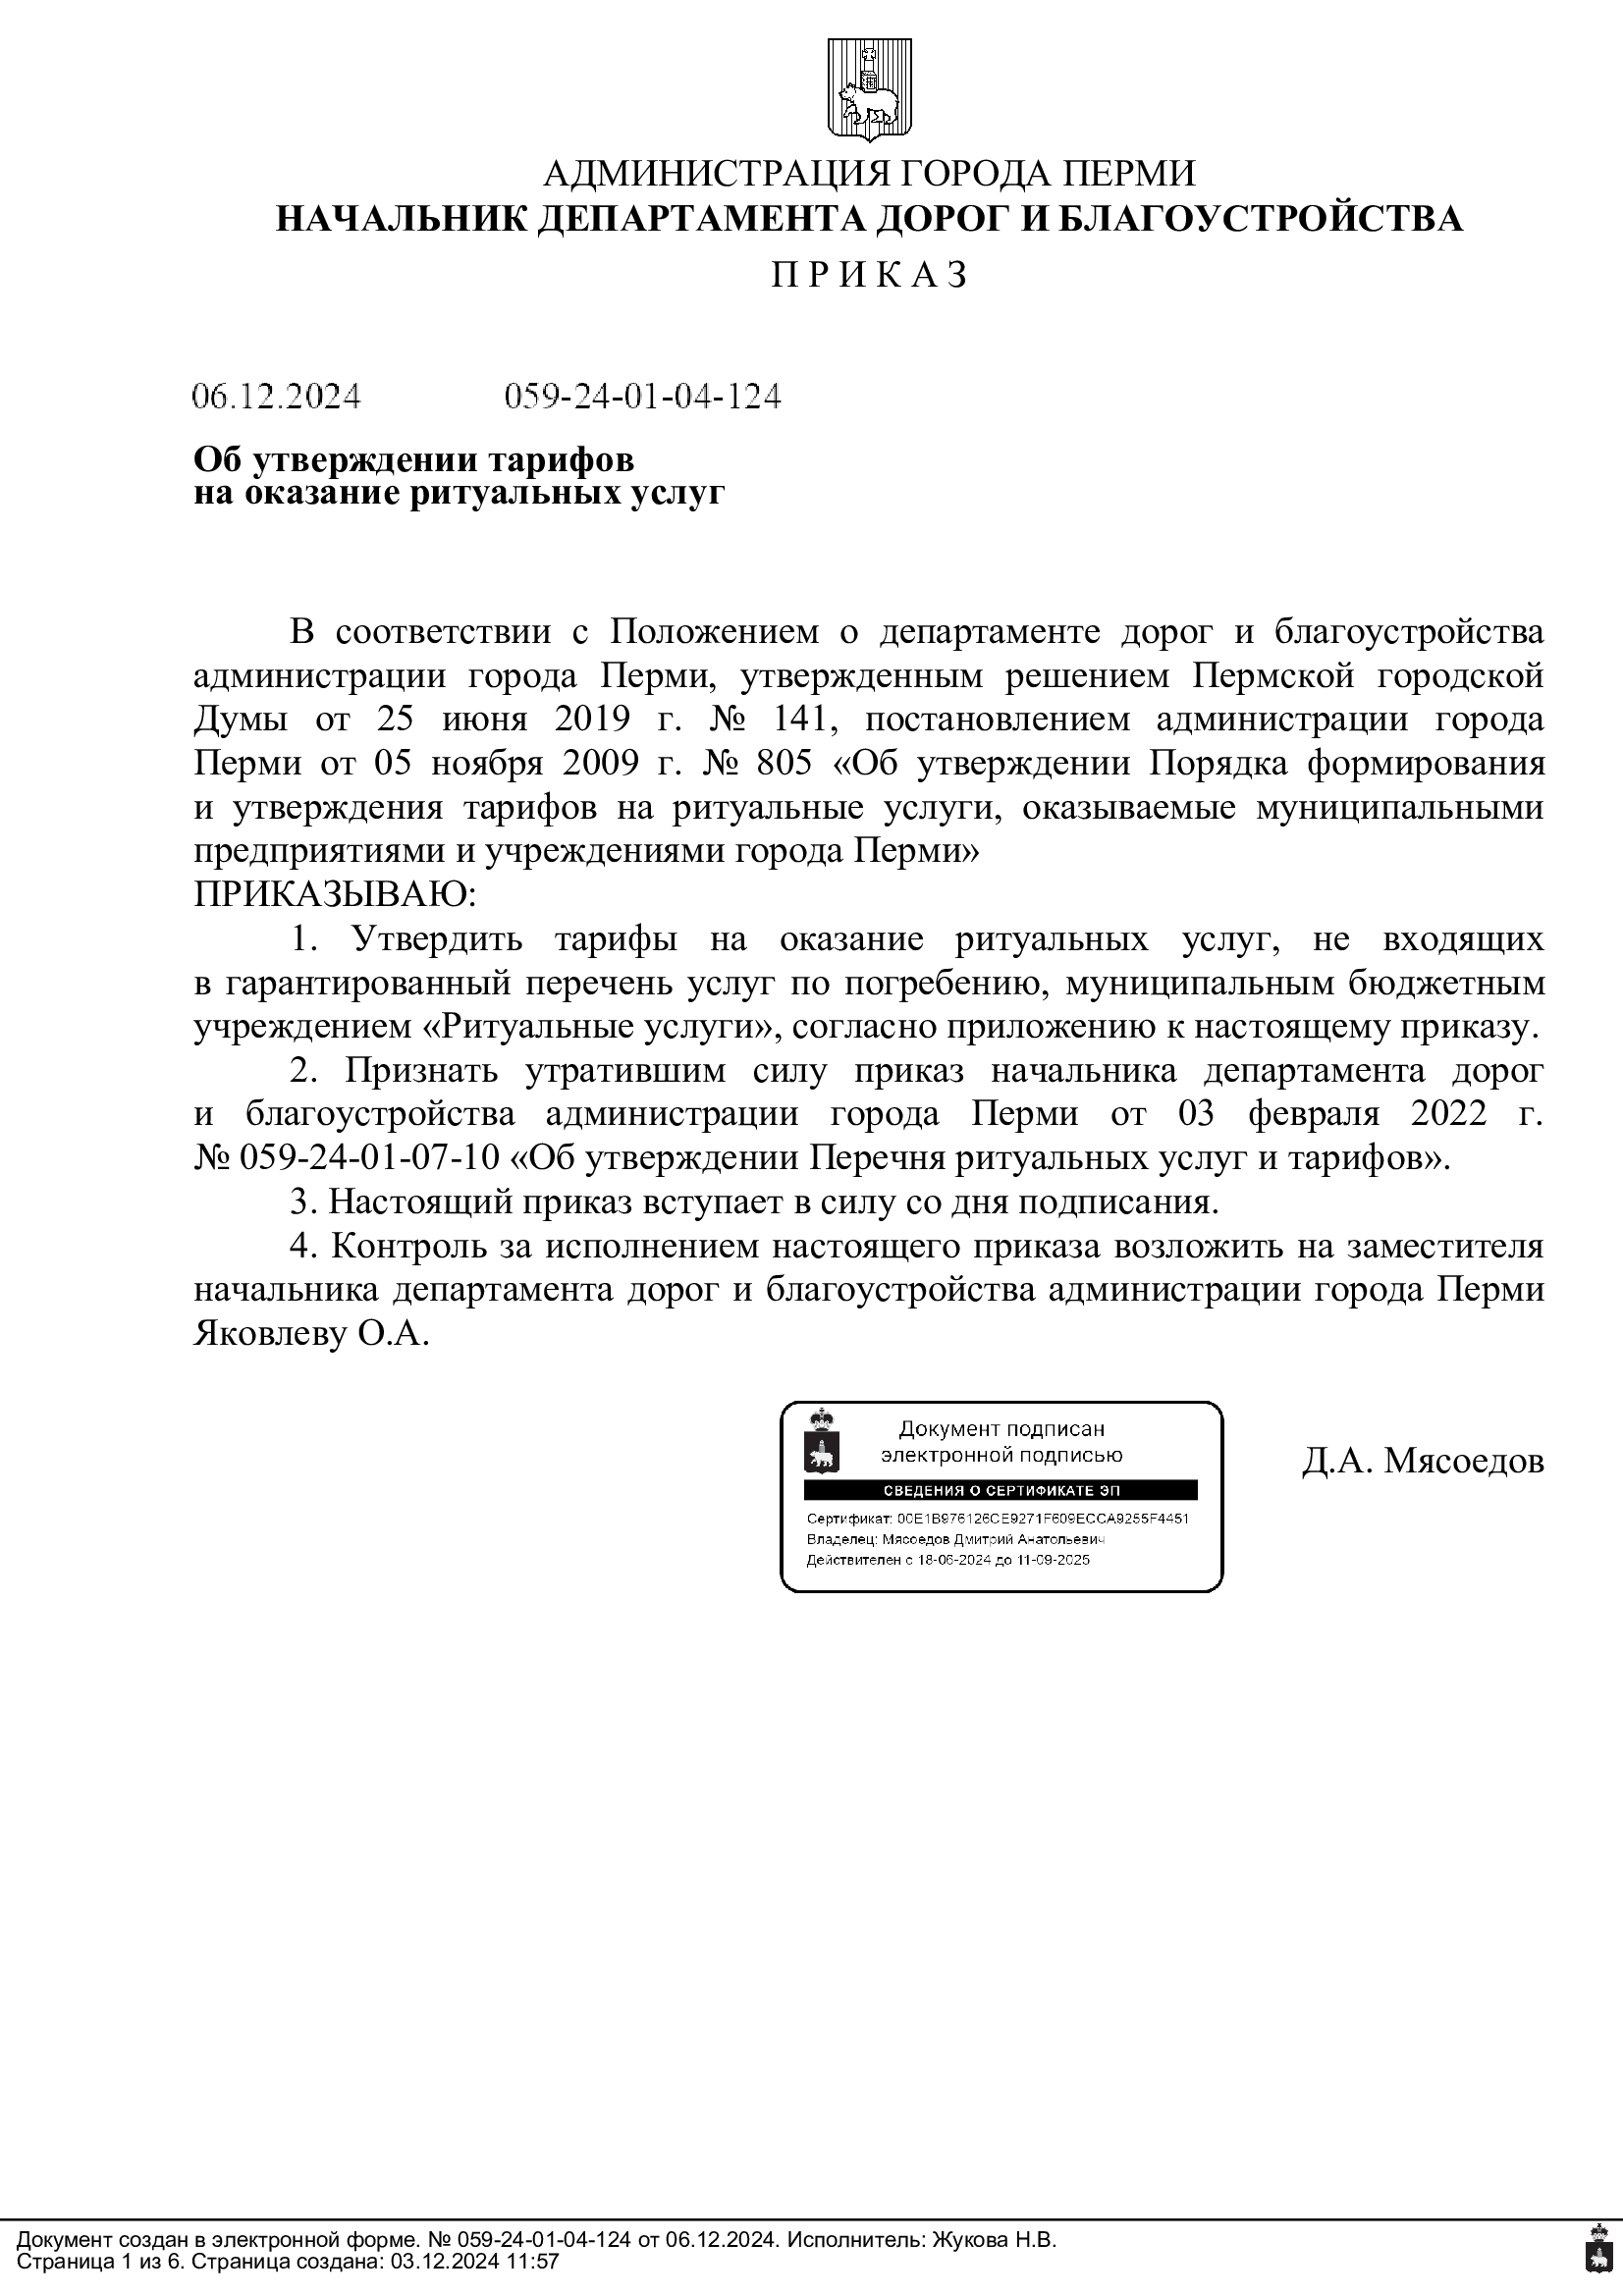 АДМИНИСТРАЦИЯ ГОРОДА ПЕРМИ
НАЧАЛЬНИК ДЕПАРТАМЕНТА ДОРОГ И БЛАГОУСТРОЙСТВА
П Р И К А З
06.12.2024 059-24-01-04-124
Об утверждении тарифов
на оказание ритуальных услуг
В соответствии с Положением о департаменте дорог и благоустройства
администрации города Перми, утвержденным решением Пермской городской
Думы от 25 июня 2019 г. № 141, постановлением администрации города
Перми от 05 ноября 2009 г. № 805 «Об утверждении Порядка формирования
и утверждения тарифов на ритуальные услуги, оказываемые муниципальными
предприятиями и учреждениями города Перми»
ПРИКАЗЫВАЮ:
1. Утвердить тарифы на оказание ритуальных услуг, не входящих
в гарантированный перечень услуг по погребению, муниципальным бюджетным
учреждением «Ритуальные услуги», согласно приложению к настоящему приказу.
2. Признать утратившим силу приказ начальника департамента дорог
и благоустройства администрации города Перми от 03 февраля 2022 г.
№ 059-24-01-07-10 «Об утверждении Перечня ритуальных услуг и тарифов».
3. Настоящий приказ вступает в силу со дня подписания.
4. Контроль за исполнением настоящего приказа возложить на заместителя
начальника департамента дорог и благоустройства администрации города Перми
Яковлеву О.А.
Документ подписан
электронной подписью
Д.А. Мясоедов
СВЕДЕНИЯ О СЕРТИФИКАТЕ ЭП
Сертификат: 00E1B976126CE9271F609ECCA9255F4451
Владелец: Мясоедов Дмитрий Анатольевич
Действителен с 18-06-2024 до 11-09-2025
Документ создан в электронной форме. № 059-24-01-04-124 от 06.12.2024. Исполнитель: Жукова Н.В.
Страница 1 из 6. Страница создана: 03.12.2024 11:57